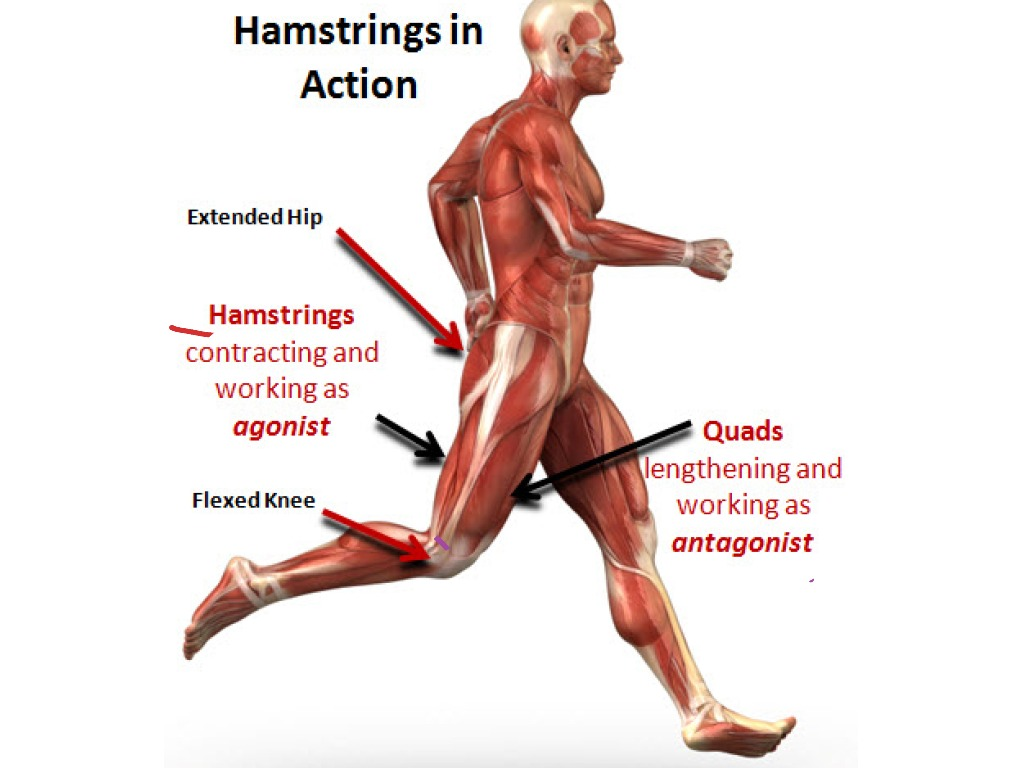 Hamstrings in
Action
Extended Hip
Hamstrings
contracting and
working as
agonist
Flexed Knee
Quads
lengthening and
working as
antagonist